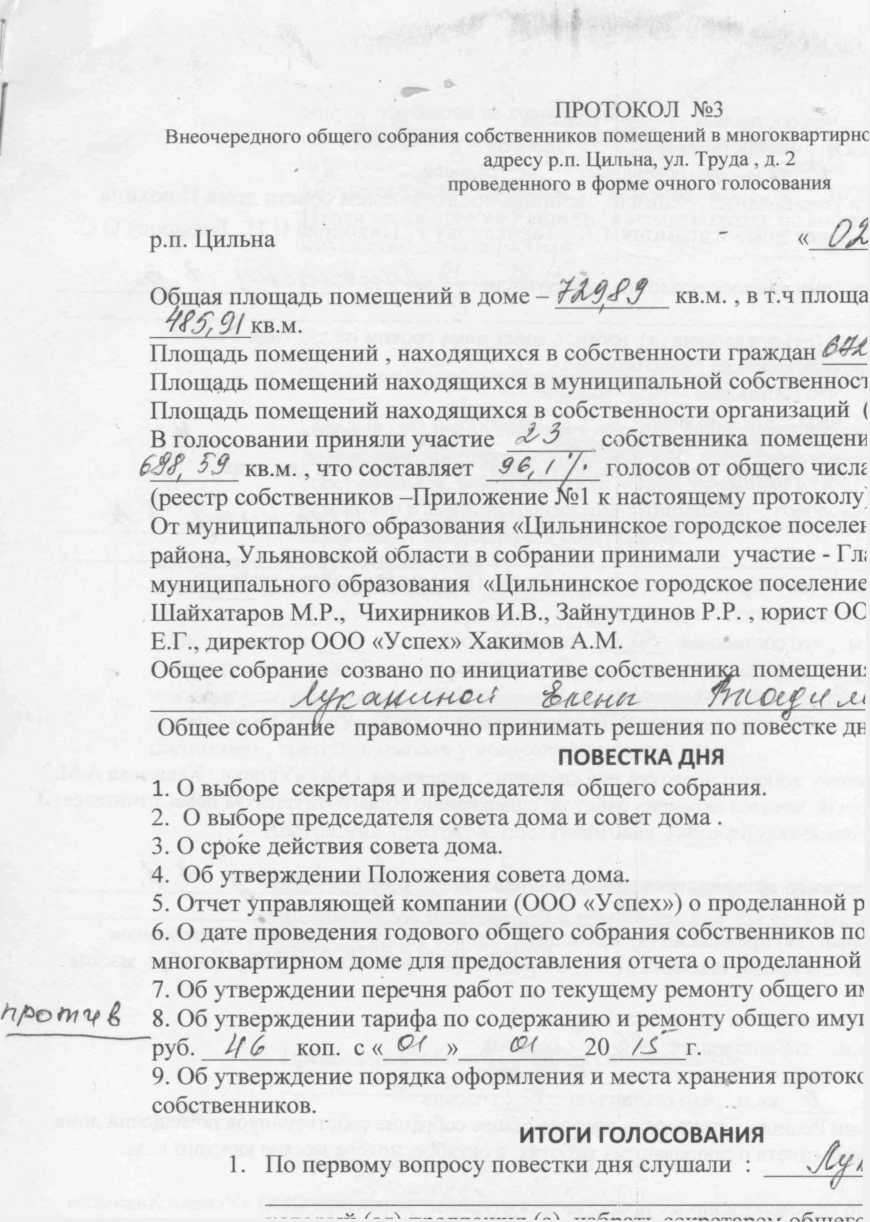 ПРОТОКОЛ №3
Внеочередного общего собрания собственников помещений в многоквартирно
адресу р.п. Цильна, ул. Труда , д. 2
проведенного в форме очного голосования
р.п. Цильна « 02
Общая площадь помещений в доме – 729,89 кв.м. , в т.ч площа
485,91 кв.м.
Площадь помещений , находящихся в собственности граждан
Площадь помещений находящихся в муниципальной собственност
Площадь помещений находящихся в собственности организаций (
В голосовании приняли участие 23 собственника помещени
698,59 кв.м. , что составляет 96,1 % голосов от общего числа
(реестр собственников –Приложение №1 к настоящему протоколу)
От муниципального образования «Цильнинское городское поселен
района, Ульяновской области в собрании принимали участие - Гла
муниципального образования «Цильнинское городское поселение
Шайхатаров М.Р., Чихирников И.В., Зайнутдинов Р.Р. , юрист ОС
Е.Г., директор ООО «Успех» Хакимов А.М.
Общее собрание созвано по инициативе собственника помещени
Луканиной Елены Владим
Общее собрание правомочно принимать решения по повестке дн
ПОВЕСТКА ДНЯ
1. О выборе секретаря и председателя общего собрания.
2. О выборе председателя совета дома и совет дома .
3. О сроке действия совета дома.
4. Об утверждении Положения совета дома.
5. Отчет управляющей компании (ООО «Успех») о проделанной р
6. О дате проведения годового общего собрания собственников по
многоквартирном доме для предоставления отчета о проделанной
7. Об утверждении перечня работ по текущему ремонту общего им
против 8. Об утверждении тарифа по содержанию и ремонту общего имущ
руб. 46 коп. с « 01 » 01 20 15 г.
9. Об утверждение порядка оформления и места хранения протоко
собственников.
ИТОГИ ГОЛОСОВАНИЯ
1. По первому вопросу повестки дня слушали : Лук